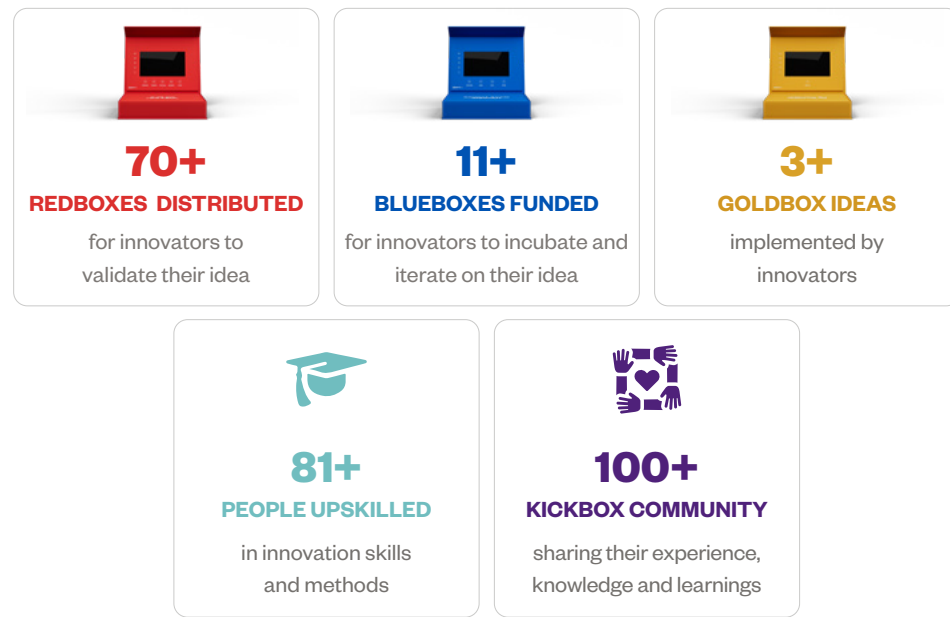 70+
REDBOXES DISTRIBUTED
for innovators to
validate their idea
11+
BLUEBOXES FUNDED
for innovators to incubate and
iterate on their idea
3+
GOLDBOX IDEAS
implemented by
innovators
81+
PEOPLE UPSKILLED
in innovation skills
and methods
100+
KICKBOX COMMUNITY
sharing their experience,
knowledge and learnings